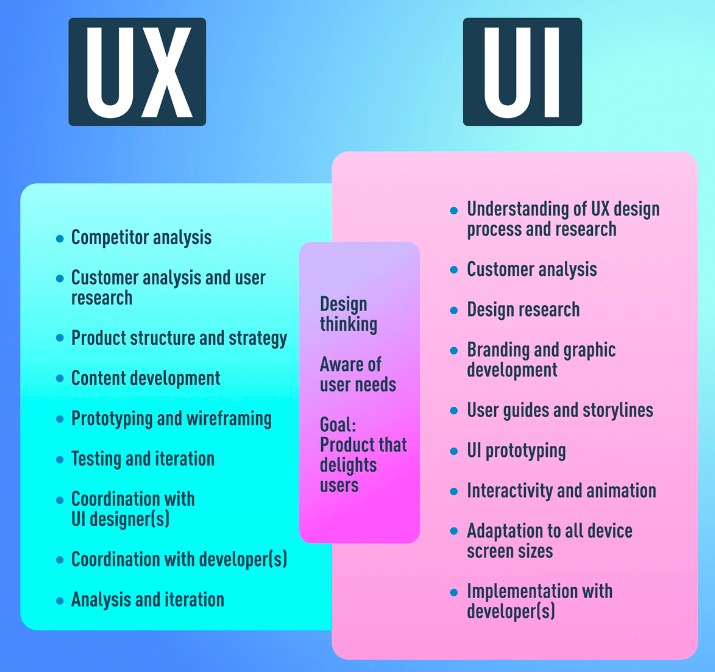 UX
UI
Competitor analysis
Customer analysis and user
research
Product structure and strategy
Content development
Prototyping and wireframing
Testing and iteration
Coordination with
UI designer(s)
Coordination with developer(s)
Analysis and iteration
Design
thinking
Aware of
user needs
Goal:
Product that
delights
users
Understanding of UX design
process and research
Customer analysis
Design research
Branding and graphic
development
User guides and storylines
UI prototyping
Interactivity and animation
Adaptation to all device
screen sizes
Implementation with
developer(s)